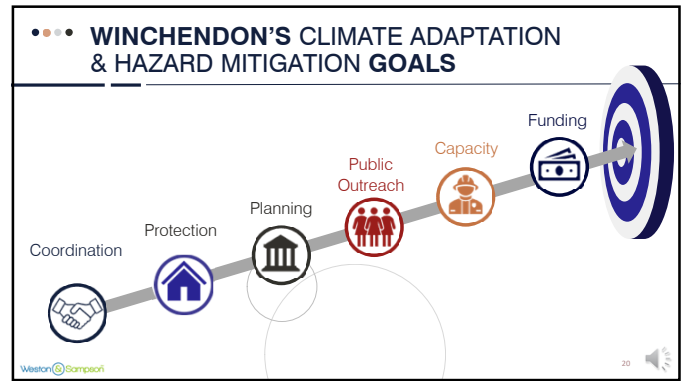 WINCHENDON'S CLIMATE ADAPTATION
& HAZARD MITIGATION GOALS
Funding
Capacity
Public
Outreach
Planning
Protection
Coordination
Weston & Sampson
20